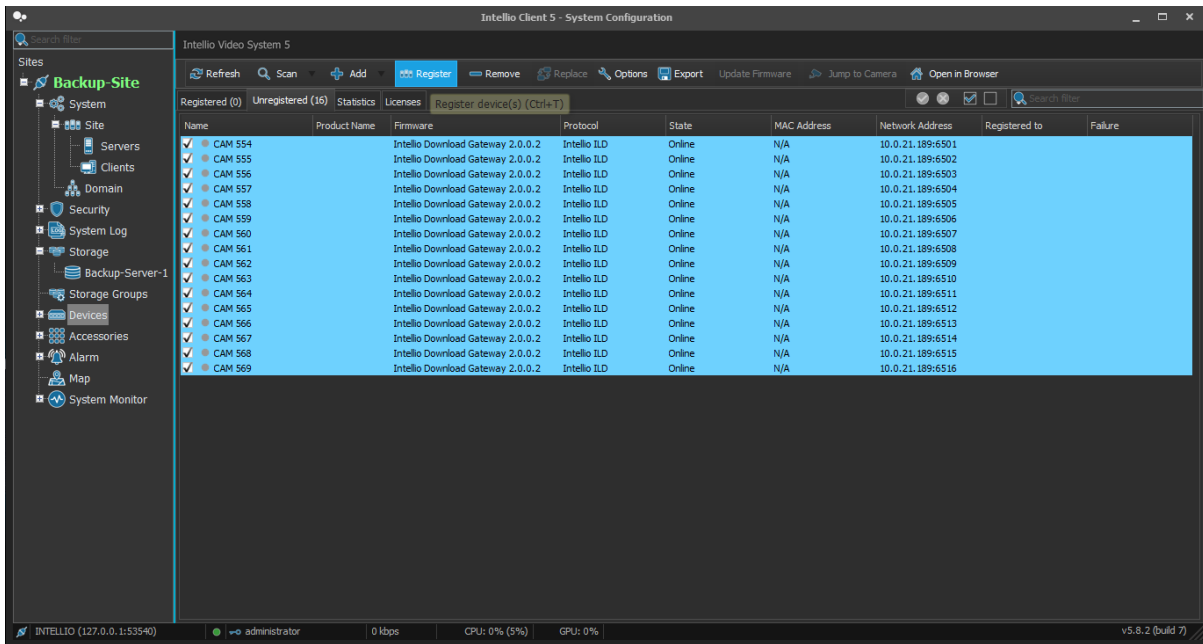 Intellio Client 5 - System Configuration
Search filter
Intellio Video System 5
Sites
Backup-Site
System
Site
Servers
Clients
Domain
Security
System Log
Storage
Backup-Server-1
Storage Groups
Devices
Accessories
Alarm
Map
System Monitor
Refresh Scan Add Register Remove Replace Options Export Update Firmware Jump to Camera Open in Browser
Registered (0) Unregistered (16) Statistics Licenses Register device(s) (Ctrl+T) Search filter
Name Product Name Firmware Protocol State MAC Address Network Address Registered to Failure
CAM 554 Intellio Download Gateway 2.0.0.2 Intellio ILD Online N/A 10.0.21.189:6501
CAM 555 Intellio Download Gateway 2.0.0.2 Intellio ILD Online N/A 10.0.21.189:6502
CAM 556 Intellio Download Gateway 2.0.0.2 Intellio ILD Online N/A 10.0.21.189:6503
CAM 557 Intellio Download Gateway 2.0.0.2 Intellio ILD Online N/A 10.0.21.189:6504
CAM 558 Intellio Download Gateway 2.0.0.2 Intellio ILD Online N/A 10.0.21.189:6505
CAM 559 Intellio Download Gateway 2.0.0.2 Intellio ILD Online N/A 10.0.21.189:6506
CAM 560 Intellio Download Gateway 2.0.0.2 Intellio ILD Online N/A 10.0.21.189:6507
CAM 561 Intellio Download Gateway 2.0.0.2 Intellio ILD Online N/A 10.0.21.189:6508
CAM 562 Intellio Download Gateway 2.0.0.2 Intellio ILD Online N/A 10.0.21.189:6509
CAM 563 Intellio Download Gateway 2.0.0.2 Intellio ILD Online N/A 10.0.21.189:6510
CAM 564 Intellio Download Gateway 2.0.0.2 Intellio ILD Online N/A 10.0.21.189:6511
CAM 565 Intellio Download Gateway 2.0.0.2 Intellio ILD Online N/A 10.0.21.189:6512
CAM 566 Intellio Download Gateway 2.0.0.2 Intellio ILD Online N/A 10.0.21.189:6513
CAM 567 Intellio Download Gateway 2.0.0.2 Intellio ILD Online N/A 10.0.21.189:6514
CAM 568 Intellio Download Gateway 2.0.0.2 Intellio ILD Online N/A 10.0.21.189:6515
CAM 569 Intellio Download Gateway 2.0.0.2 Intellio ILD Online N/A 10.0.21.189:6516
INTELLIO (127.0.0.1:53540) administrator 0 kbps CPU: 0% (5%) GPU: 0% v5.8.2 (build 7)